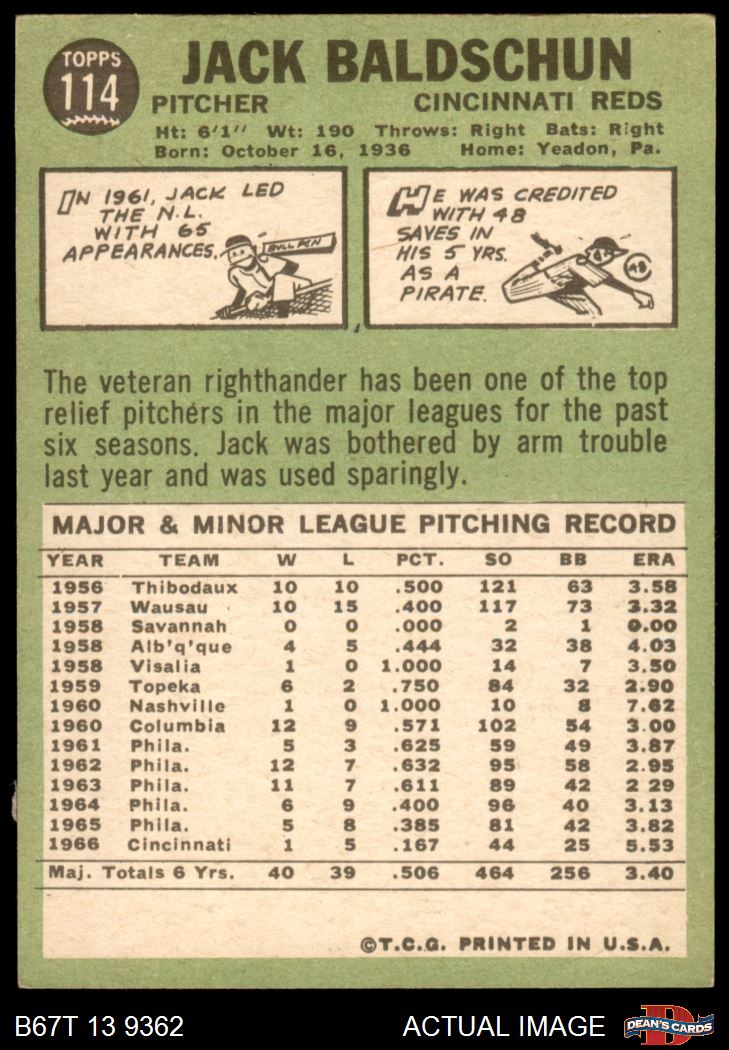 TOPPS
114
JACK BALDSCHUN
PITCHER CINCINNATI REDS
Ht: 6'1" Wt: 190 Throws: Right Bats: Right
Born: October 16, 1936 Home: Yeadon, Pa.
IN 1961, JACK LED
THE N.L.
WITH 65
APPEARANCES.
BULL PEN
HE WAS CREDITED
WITH 48
SAVES IN
HIS 5 YRS.
AS A
PIRATE.
48
The veteran righthander has been one of the top
relief pitchers in the major leagues for the past
six seasons. Jack was bothered by arm trouble
last year and was used sparingly.
MAJOR & MINOR LEAGUE PITCHING RECORD
YEAR TEAM W L PCT. SO BB ERA
1956 Thibodaux 10 10 .500 121 63 3.58
1957 Wausau 10 15 .400 117 73 3.32
1958 Savannah 0 0 .000 2 1 0.00
1958 Alb'q'que 4 5 .444 32 38 4.03
1958 Visalia 1 0 1.000 14 7 3.50
1959 Topeka 6 2 .750 84 32 2.90
1960 Nashville 1 0 1.000 10 8 7.62
1960 Columbia 12 9 .571 102 54 3.00
1961 Phila. 5 3 .625 59 49 3.87
1962 Phila. 12 7 .632 95 58 2.95
1963 Phila. 11 7 .611 89 42 2 29
1964 Phila. 6 9 .400 96 40 3.13
1965 Phila. 5 8 .385 81 42 3.82
1966 Cincinnati 1 5 .167 44 25 5.53
Maj. Totals 6 Yrs. 40 39 .506 464 256 3.40
©T.C.G. PRINTED IN U.S.A.
B67T 13 9362 ACTUAL IMAGE
DEAN'S CARDS